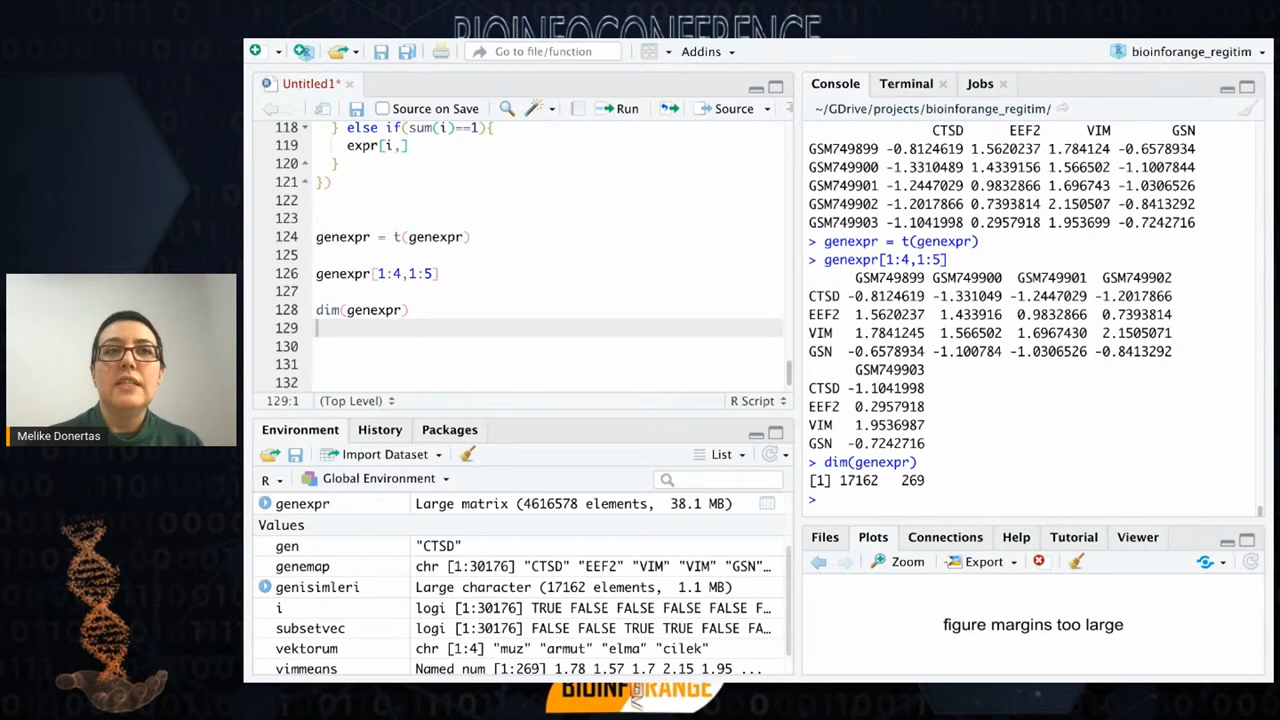 BIOINFOCONFERENCE
Go to file/function
Addins
bioinforange_regitim
Untitled1*
Source on Save
Run
Source
118 } else if(sum(i)==1){
119 expr[i,]
120 }
121 })
122
123
124 genexpr = t(genexpr)
125
126 genexpr[1:4,1:5]
127
128 dim(genexpr)
129
130
131
132
129:1 (Top Level) R Script
Environment History Packages
Import Dataset List
R Global Environment
genexpr Large matrix (4616578 elements, 38.1 MB)
Values
gen "CTSD"
genemap chr [1:30176] "CTSD" "EEF2" "VIM" "VIM" "GSN"…
genisimleri Large character (17162 elements, 1.1 MB)
i logi [1:30176] TRUE FALSE FALSE FALSE FALSE F…
subsetvec logi [1:30176] FALSE FALSE TRUE TRUE FALSE FA…
vektorum chr [1:4] "muz" "armut" "elma" "cilek"
vimmeans Named num [1:269] 1.78 1.57 1.7 2.15 1.95 ...
Console Terminal Jobs
~/GDrive/projects/bioinforange_regitim/
CTSD EEF2 VIM GSN
GSM749899 -0.8124619 1.5620237 1.784124 -0.6578934
GSM749900 -1.3310489 1.4339156 1.566502 -1.1007844
GSM749901 -1.2447029 0.9832866 1.696743 -1.0306526
GSM749902 -1.2017866 0.7393814 2.150507 -0.8413292
GSM749903 -1.1041998 0.2957918 1.953699 -0.7242716
> genexpr = t(genexpr)
> genexpr[1:4,1:5]
GSM749899 GSM749900 GSM749901 GSM749902
CTSD -0.8124619 -1.331049 -1.2447029 -1.2017866
EEF2 1.5620237 1.433916 0.9832866 0.7393814
VIM 1.7841245 1.566502 1.6967430 2.1505071
GSN -0.6578934 -1.100784 -1.0306526 -0.8413292
GSM749903
CTSD -1.1041998
EEF2 0.2957918
VIM 1.9536987
GSN -0.7242716
> dim(genexpr)
[1] 17162 269
>
Files Plots Connections Help Tutorial Viewer
Zoom Export
figure margins too large
Melike Donertas
BIOINFORANGE